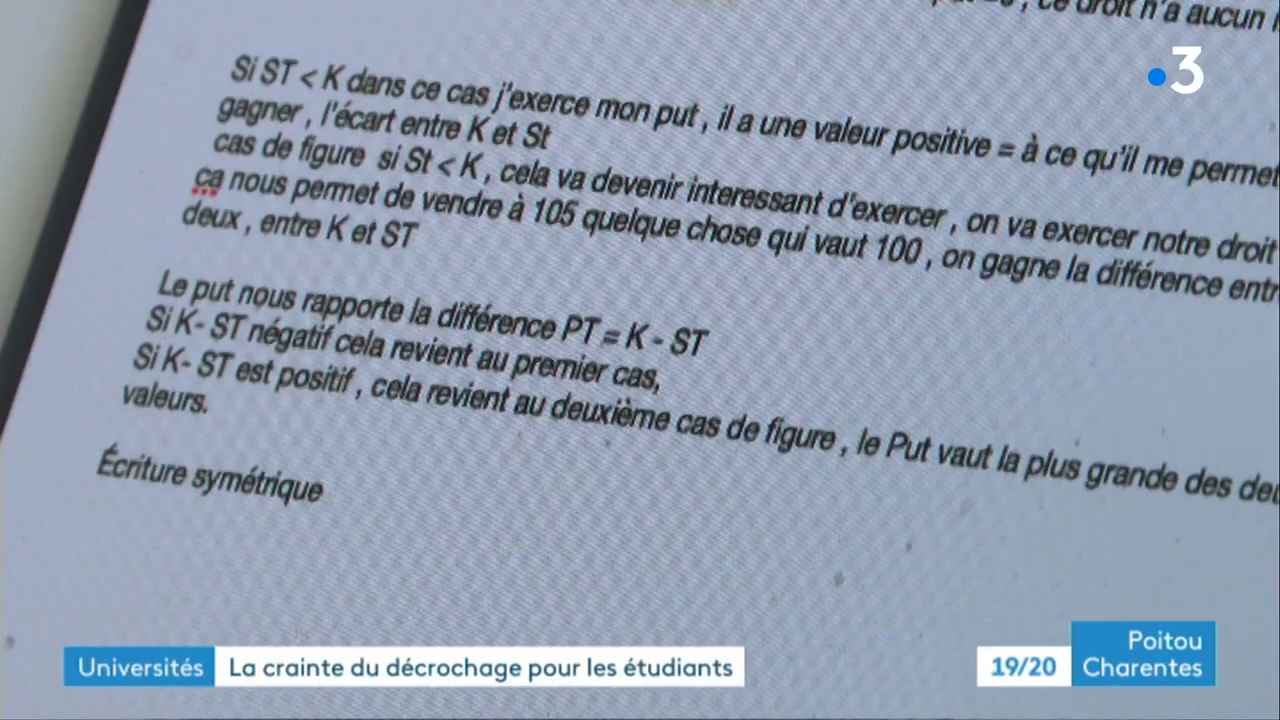 , ce droit n'a aucun
3
Si ST < K dans ce cas j'exerce mon put , il a une valeur positive = à ce qu'il me permet
gagner , l'écart entre K et St
cas de figure si St < K , cela va devenir interessant d'exercer , on va exercer notre droit
ça nous permet de vendre à 105 quelque chose qui vaut 100 , on gagne la différence entr
deux , entre K et ST
Le put nous rapporte la différence PT = K - ST
Si K- ST négatif cela revient au premier cas,
Si K- ST est positif , cela revient au deuxième cas de figure , le Put vaut la plus grande des deu
valeurs.
Écriture symétrique
Universités La crainte du décrochage pour les étudiants
19/20 Poitou
Charentes